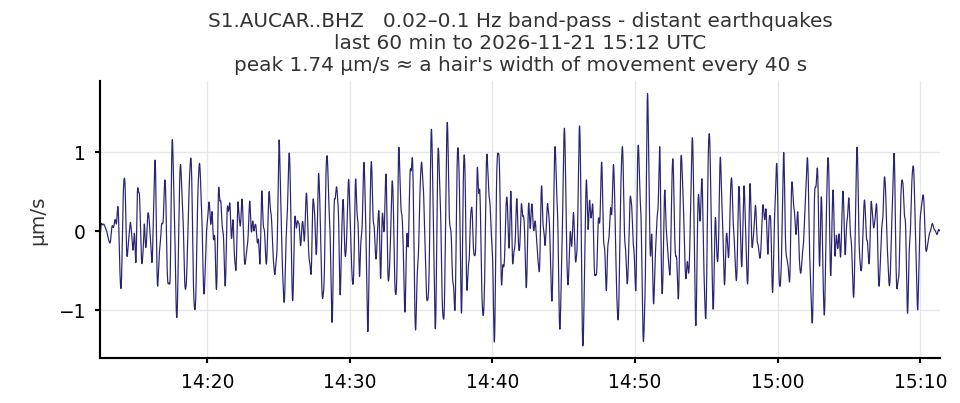 S1.AUCAR..BHZ   0.02–0.1 Hz band-pass - distant earthquakes
last 60 min to 2026-11-21 15:12 UTC
peak 1.74 µm/s ≈ a hair's width of movement every 40 s
µm/s
1
0
−1
14:20
14:30
14:40
14:50
15:00
15:10